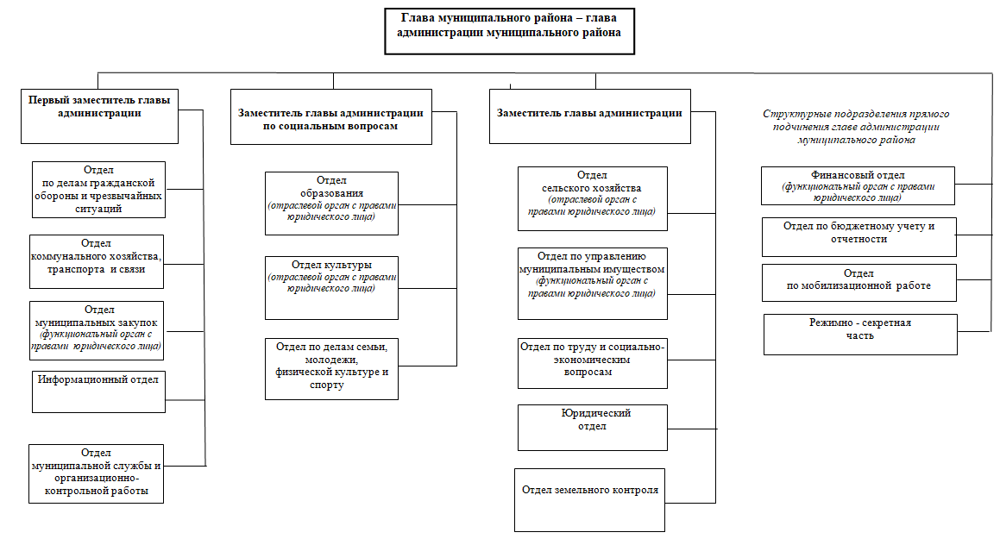 Глава муниципального района – глава
администрации муниципального района
Первый заместитель главы
администрации
Отдел
по делам гражданской
обороны и чрезвычайных
ситуаций
Отдел
коммунального хозяйства,
транспорта и связи
Отдел
муниципальных закупок
(функциональный орган с
правами юридического лица)
Информационный отдел
Отдел
муниципальной службы и
организационно-
контрольной работы
Заместитель главы администрации
по социальным вопросам
Отдел
образования
(отраслевой орган с правами
юридического лица)
Отдел культуры
(отраслевой орган с правами
юридического лица)
Отдел по делам семьи,
молодежи,
физической культуре и
спорту
Заместитель главы администрации
Отдел
сельского хозяйства
(отраслевой орган с
правами юридического лица)
Отдел по управлению
муниципальным имуществом
(функциональный орган с
правами юридического лица)
Отдел по труду и социально-
экономическим
вопросам
Юридический
отдел
Отдел земельного контроля
Структурные подразделения прямого
подчинения главе администрации
муниципального района
Финансовый отдел
(функциональный орган с правами
юридического лица)
Отдел по бюджетному учету и
отчетности
Отдел
по мобилизационной работе
Режимно - секретная
часть